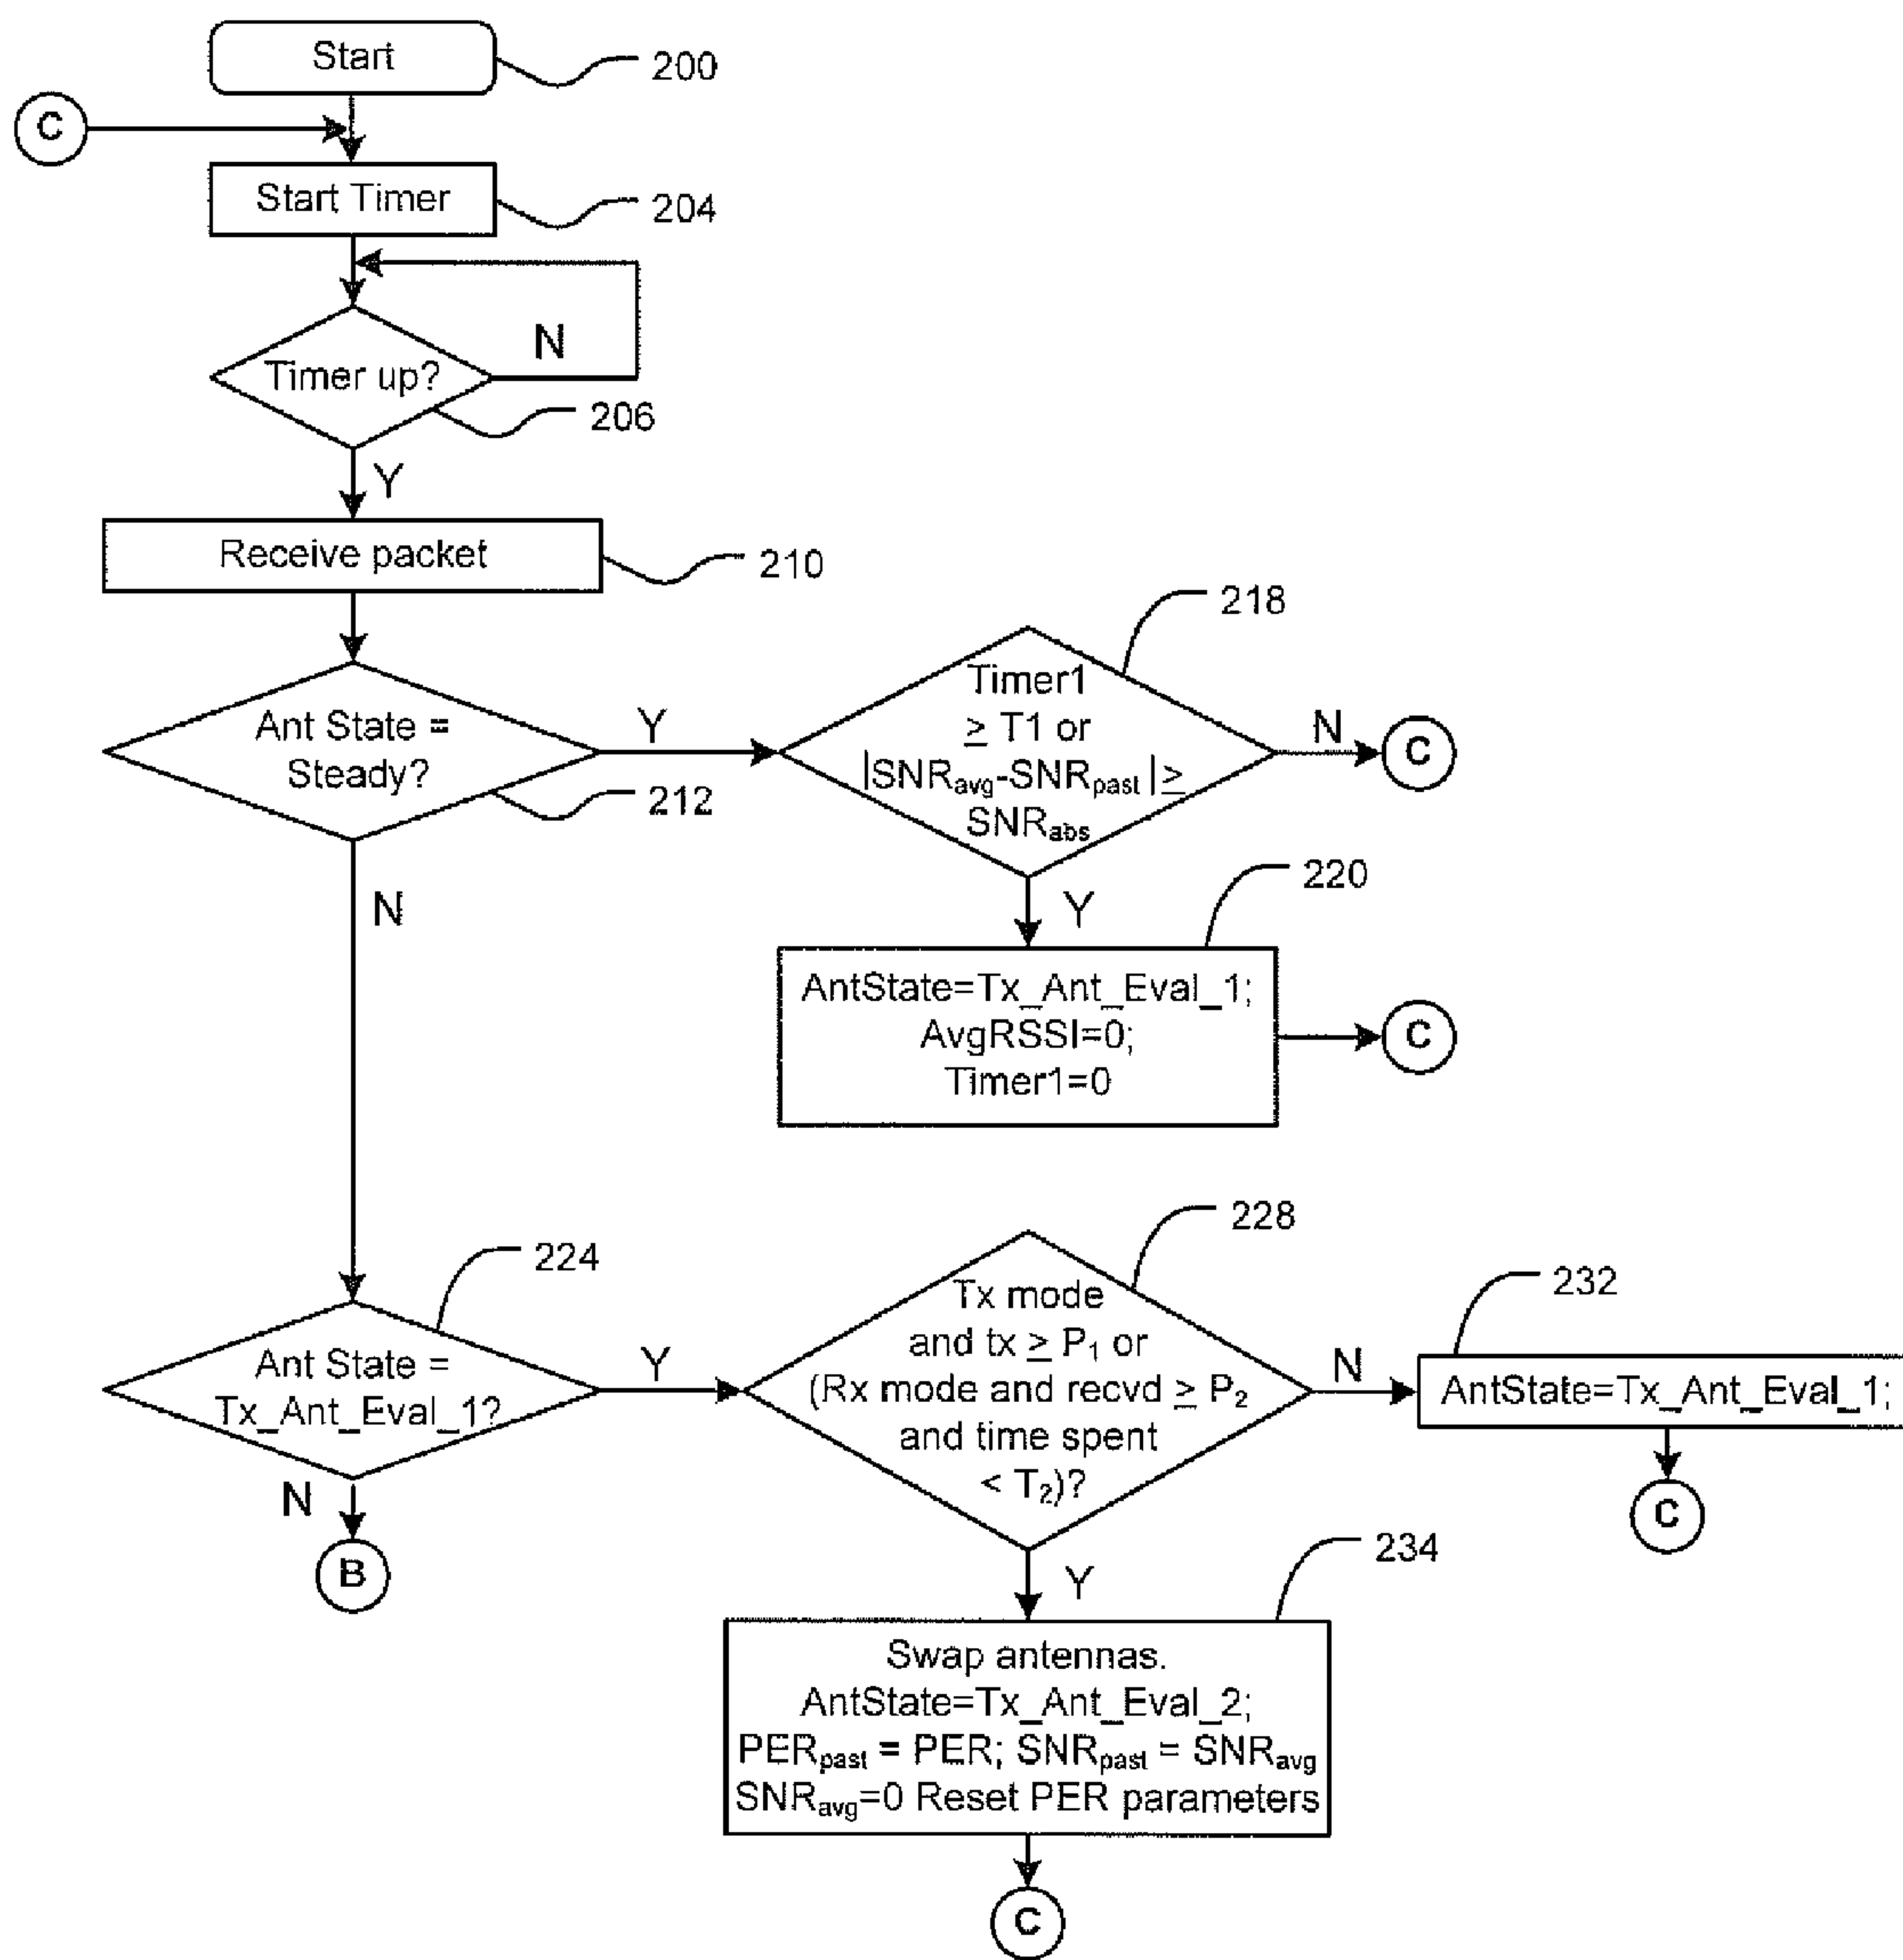 Start
200
C
Start Timer
204
N
Timer up?
206
Y
Receive packet
210
218
Timer1
≥ T1 or
|SNRavg-SNRpast|≥
SNRabs
Ant State =
Steady?
212
Y
N
C
N
Y
220
AntState=Tx_Ant_Eval_1;
AvgRSSI=0;
Timer1=0
C
224
Ant State =
Tx_Ant_Eval_1?
Y
N
B
228
Tx mode
and tx ≥ P1 or
(Rx mode and recvd ≥ P2
and time spent
< T2)?
N
232
AntState=Tx_Ant_Eval_1;
C
Y
234
Swap antennas.
AntState=Tx_Ant_Eval_2;
PERpast = PER; SNRpast = SNRavg
SNRavg=0 Reset PER parameters
C